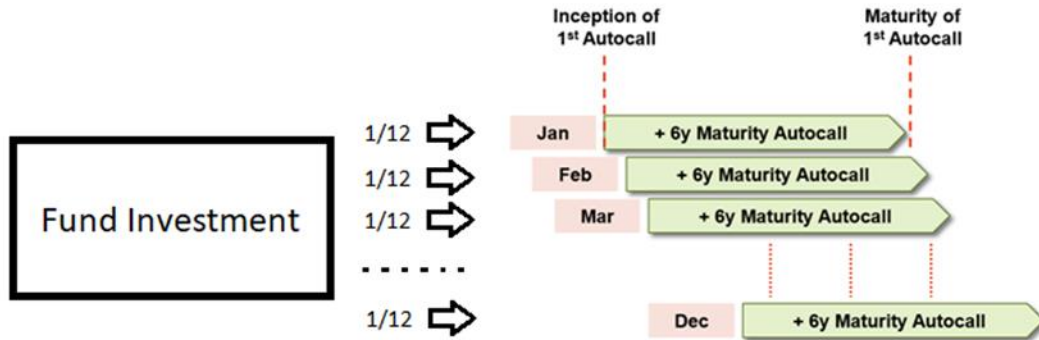 Inception of
1st Autocall
Maturity of
1st Autocall
Fund Investment
1/12
Jan
+ 6y Maturity Autocall
1/12
Feb
+ 6y Maturity Autocall
1/12
Mar
+ 6y Maturity Autocall
1/12
Dec
+ 6y Maturity Autocall